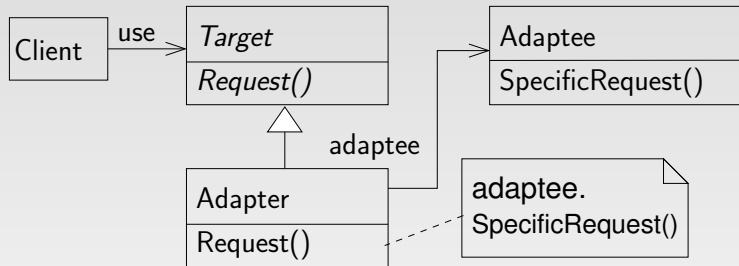 Client
use
Target
Request()
Adaptee
SpecificRequest()
adaptee
Adapter
Request()
adaptee.
SpecificRequest()